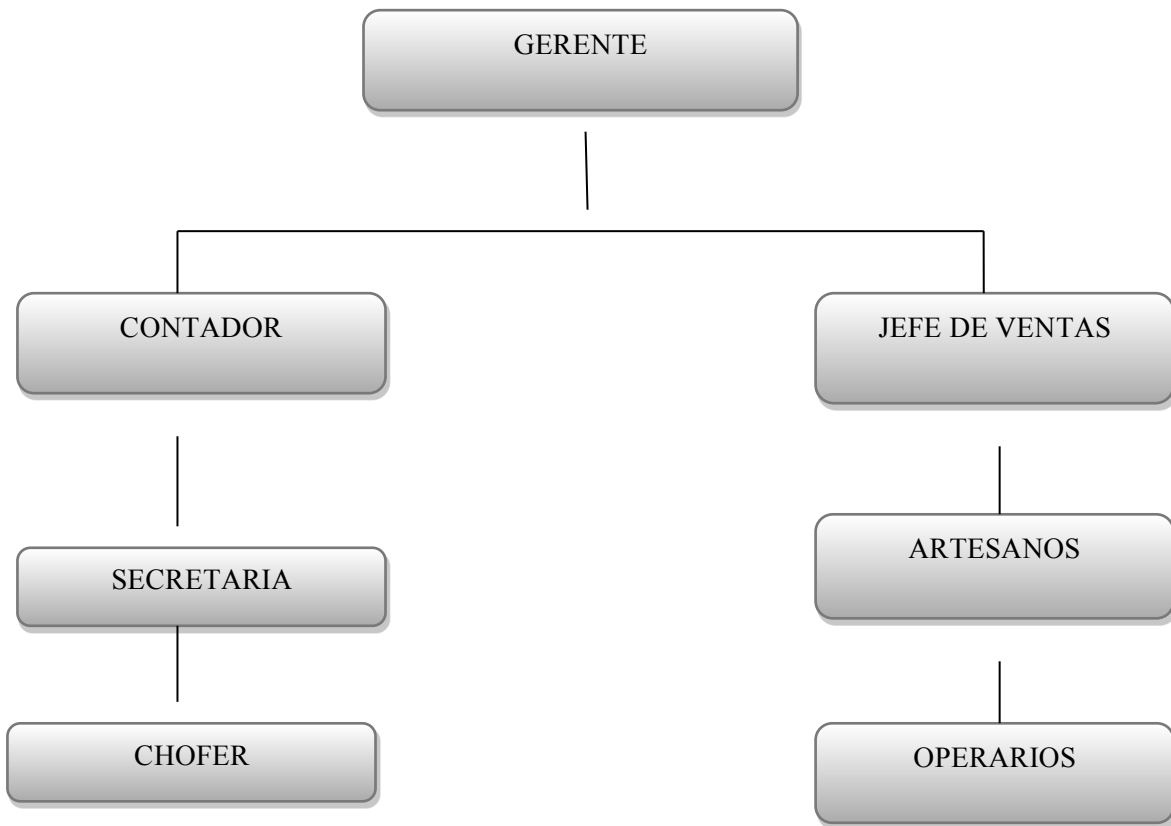 GERENTE
CONTADOR
JEFE DE VENTAS
ARTESANOS
SECRETARIA
CHOFER
OPERARIOS